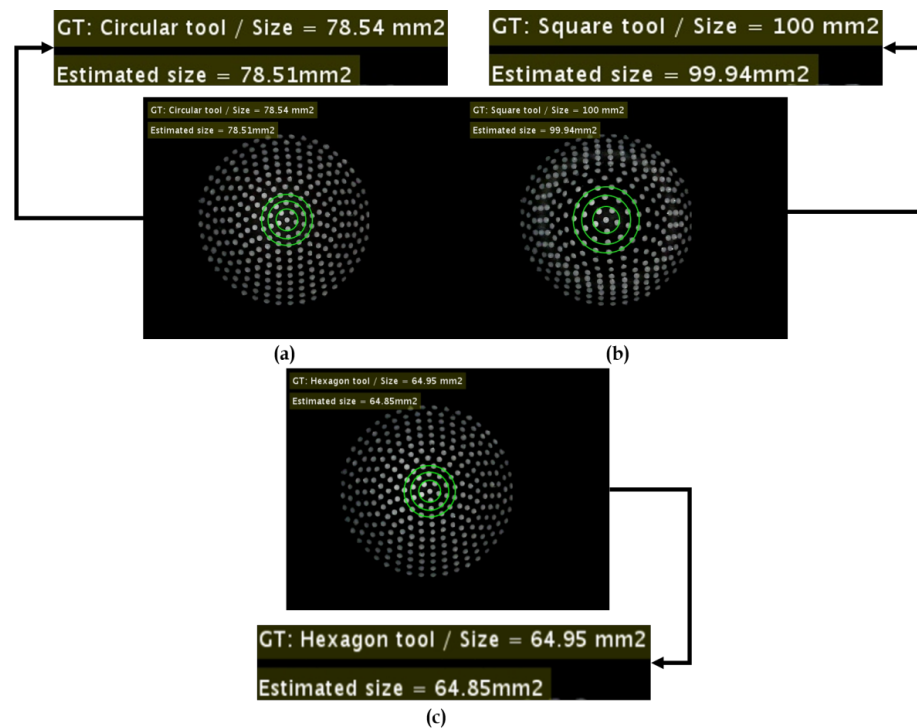 GT: Circular tool / Size = 78.54 mm2
Estimated size = 78.51mm2
GT: Square tool / Size = 100 mm2
Estimated size = 99.94mm2
GT: Circular tool / Size = 78.54 mm2
Estimated size = 78.51mm2
GT: Square tool / Size = 100 mm2
Estimated size = 99.94mm2
(a)
(b)
GT: Hexagon tool / Size = 64.95 mm2
Estimated size = 64.85mm2
GT: Hexagon tool / Size = 64.95 mm2
Estimated size = 64.85mm2
(c)